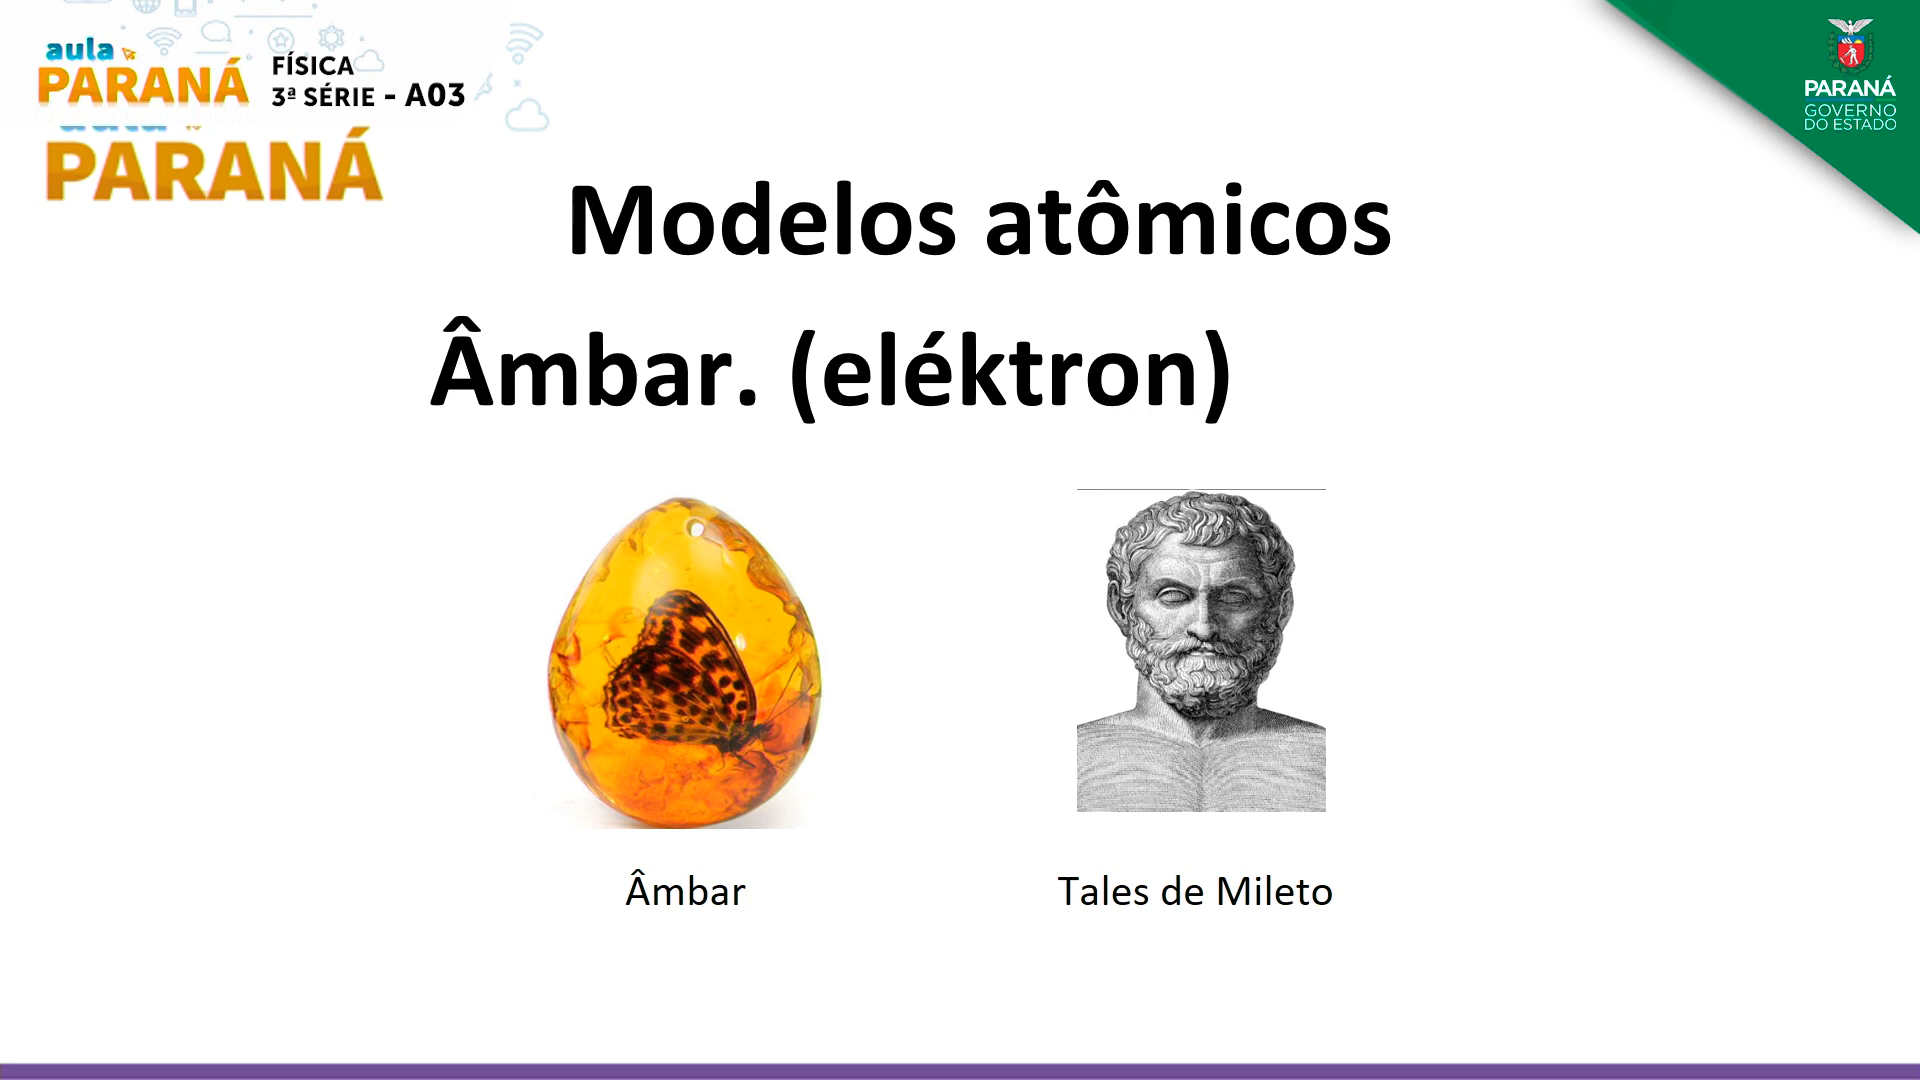 aula
PARANÁ
FÍSICA
3ª SÉRIE - A03
PARANÁ
GOVERNO
DO ESTADO
aula
PARANÁ
Modelos atômicos
Âmbar. (eléktron)
Âmbar
Tales de Mileto